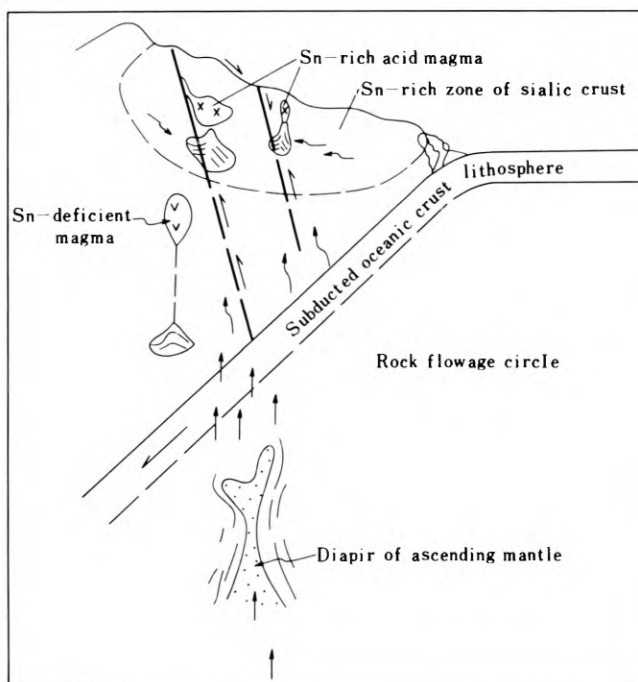 Sn-rich acid magma
Sn-rich zone of sialic crust
lithosphere
Sn-deficient
magma
Subducted oceanic crust
Rock flowage circle
Diapir of ascending mantle